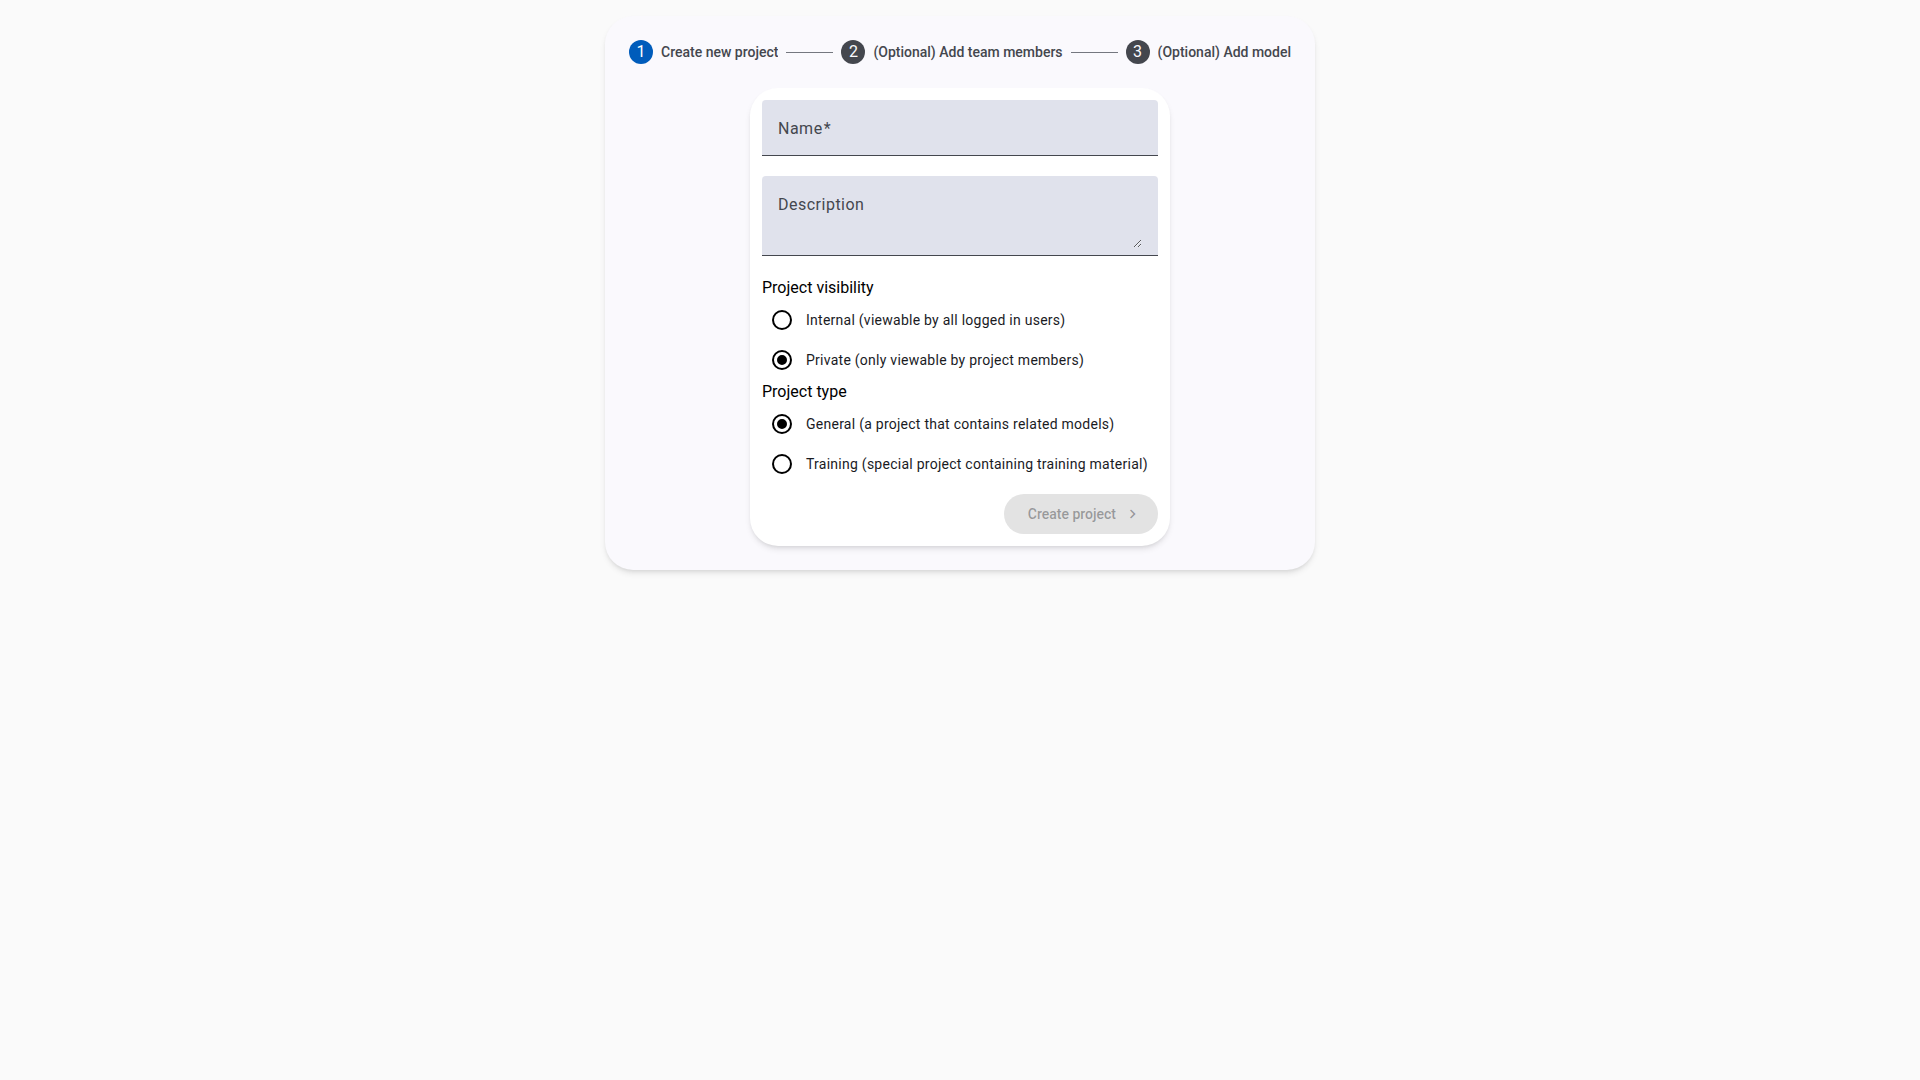 1 Create new project 2 (Optional) Add team members 3 (Optional) Add model
Name*
Description
Project visibility
Internal (viewable by all logged in users)
Private (only viewable by project members)
Project type
General (a project that contains related models)
Training (special project containing training material)
Create project